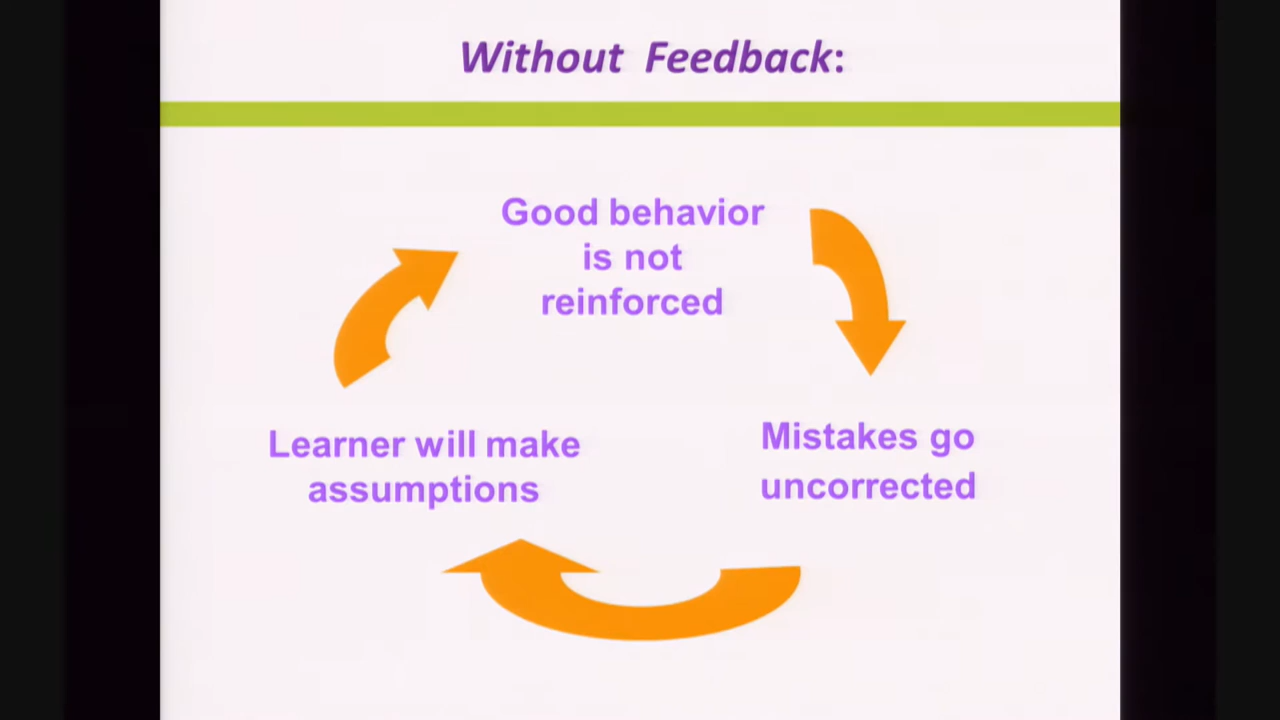 Without Feedback:
Good behavior
is not
reinforced
Mistakes go
uncorrected
Learner will make
assumptions